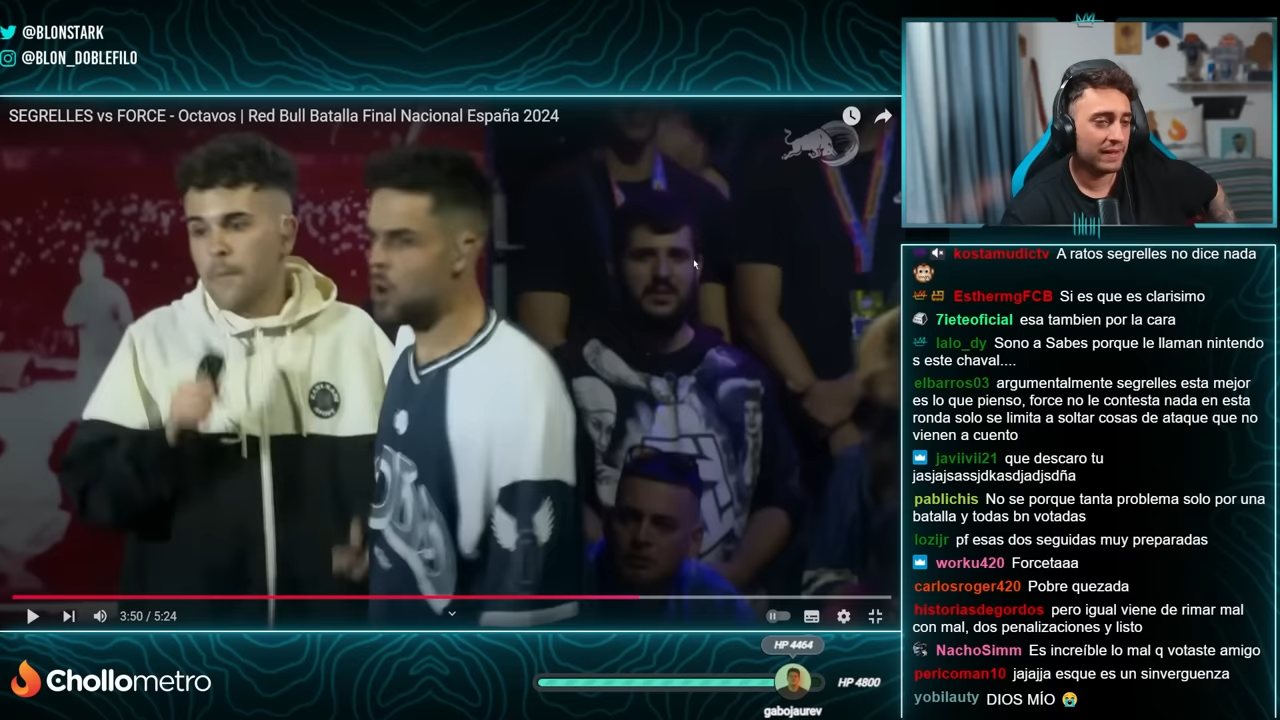 @BLONSTARK
@BLON_DOBLEFILO
SEGRELLES vs FORCE - Octavos | Red Bull Batalla Final Nacional España 2024
3:50 / 5:24
Chollometro
HP 4464
HP 4800
gabojaurev
kostamudictv A ratos segrelles no dice nada
EsthermgFCB Si es que es clarisimo
7ieteoficial esa tambien por la cara
lalo_dy Sono a Sabes porque le llaman nintendo
s este chaval....
elbarros03 argumentalmente segrelles esta mejor
es lo que pienso, force no le contesta nada en esta
ronda solo se limita a soltar cosas de ataque que no
vienen a cuento
javiivii21 que descaro tu
jasjajsassjdkasdjadjsdña
pablichis No se porque tanta problema solo por una
batalla y todas bn votadas
lozijr pf esas dos seguidas muy preparadas
worku420 Forcetaaa
carlosroger420 Pobre quezada
historiasdegordos pero igual viene de rimar mal
con mal, dos penalizaciones y listo
NachoSimm Es increíble lo mal q votaste amigo
pericoman10 jajajja esque es un sinverguenza
yobilauty DIOS MÍO 😭